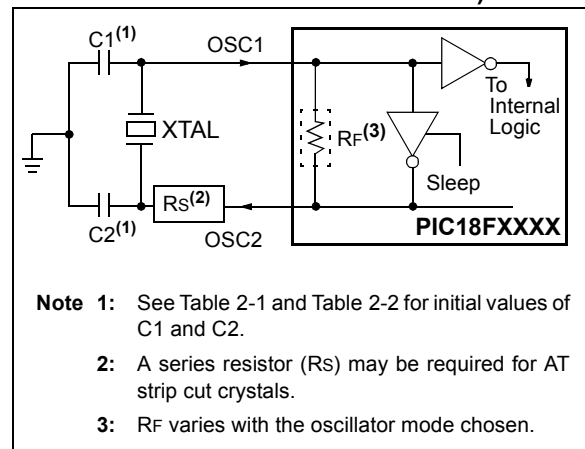 C1(1)
OSC1
To
Internal
Logic
XTAL
RF(3)
Sleep
RS(2)
C2(1)
OSC2
PIC18FXXXX
Note 1: See Table 2-1 and Table 2-2 for initial values of
C1 and C2.
2: A series resistor (RS) may be required for AT
strip cut crystals.
3: RF varies with the oscillator mode chosen.